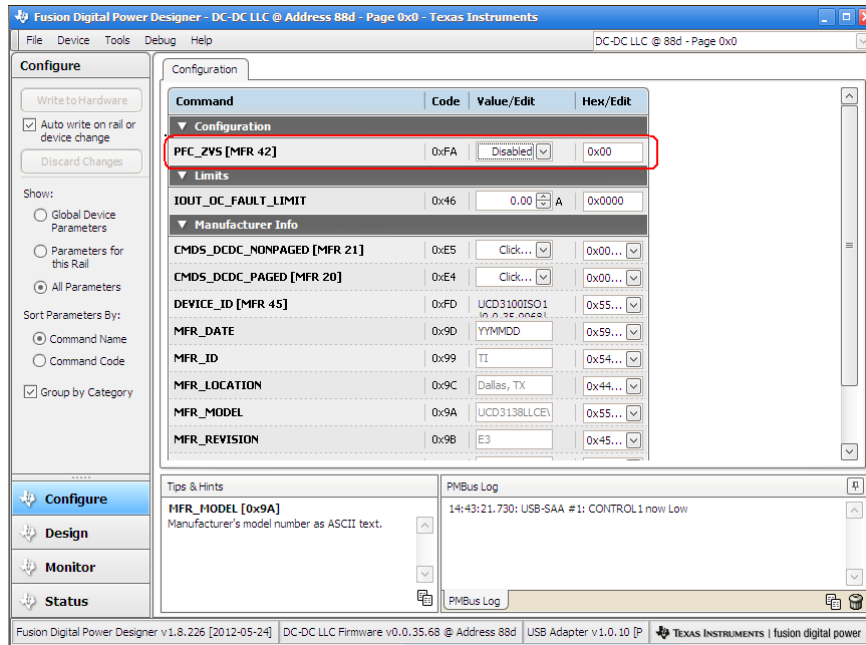 Fusion Digital Power Designer - DC-DC LLC @ Address 88d - Page 0x0 - Texas Instruments
File Device Tools Debug Help DC-DC LLC @ 88d - Page 0x0
Configure
Write to Hardware
Auto write on rail or
device change
Discard Changes
Show:
Global Device
Parameters
Parameters for
this Rail
All Parameters
Sort Parameters By:
Command Name
Command Code
Group by Category
Configuration
Command Code Value/Edit Hex/Edit
Configuration
PFC_ZVS [MFR 42] 0xFA Disabled 0x00
Limits
IOUT_OC_FAULT_LIMIT 0x46 0.00 A 0x0000
Manufacturer Info
CMDS_DCDC_NONPAGED [MFR 21] 0xE5 Click... 0x00...
CMDS_DCDC_PAGED [MFR 20] 0xE4 Click... 0x00...
DEVICE_ID [MFR 45] 0xFD UCD3100ISO1 0x55...
MFR_DATE 0x9D YYMMDD 0x59...
MFR_ID 0x99 TI 0x54...
MFR_LOCATION 0x9C Dallas, TX 0x44...
MFR_MODEL 0x9A UCD3138LLCE 0x55...
MFR_REVISION 0x9B E3 0x45...
Configure
Design
Monitor
Status
Tips & Hints
MFR_MODEL [0x9A]
Manufacturer's model number as ASCII text.
PMBus Log
14:43:21.730: USB-SAA #1: CONTROL1 now Low
PMBus Log
Fusion Digital Power Designer v1.8.226 [2012-05-24] DC-DC LLC Firmware v0.0.35.68 @ Address 88d USB Adapter v1.0.10 [P TEXAS INSTRUMENTS | fusion digital power